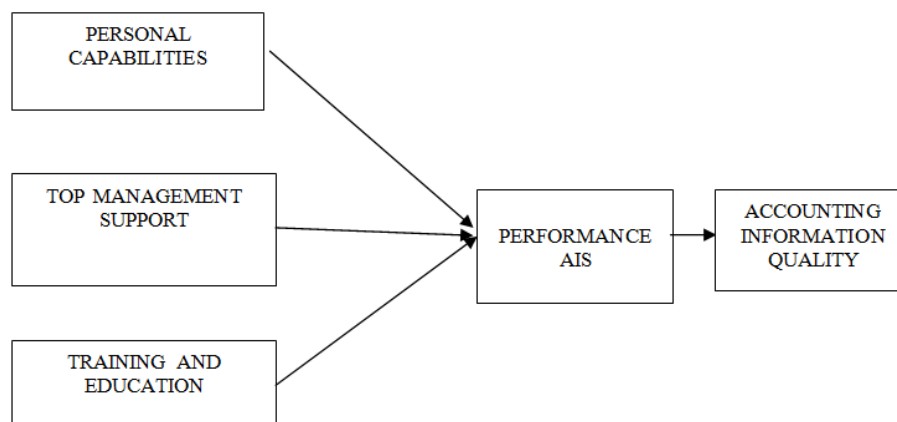 PERSONAL
CAPABILITIES
TOP MANAGEMENT
SUPPORT
TRAINING AND
EDUCATION
PERFORMANCE
AIS
ACCOUNTING
INFORMATION
QUALITY